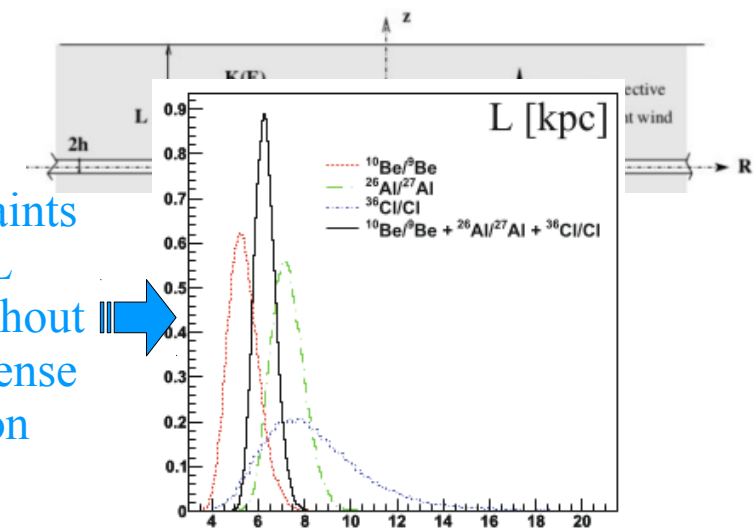 z
K(E)
L
2h
R
L [kpc]
¹⁰Be/⁹Be
²⁶Al/²⁷Al
³⁶Cl/Cl
¹⁰Be/⁹Be + ²⁶Al/²⁷Al + ³⁶Cl/Cl
0.9
0.8
0.7
0.6
0.5
0.4
0.3
0.2
0.1
0
4 6 8 10 12 14 16 18 20
ective
wind
aints
L
hout
ense
on